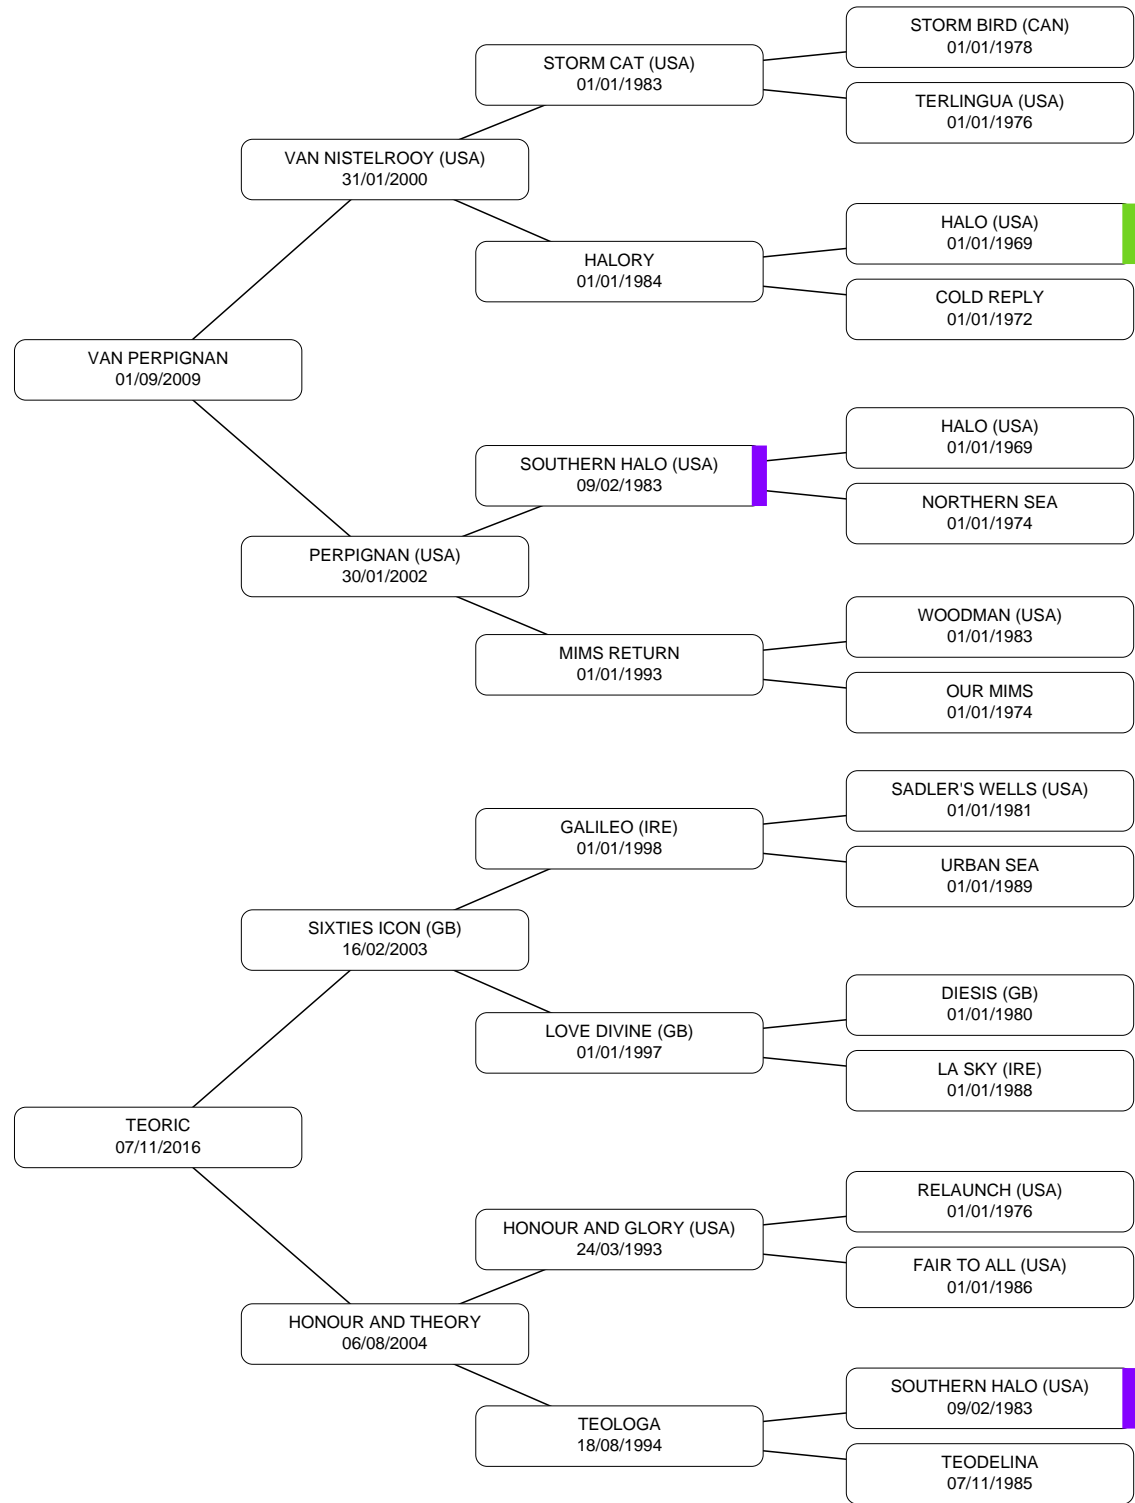 STORM BIRD (CAN)
01/01/1978
STORM CAT (USA)
01/01/1983
TERLINGUA (USA)
01/01/1976
VAN NISTELROOY (USA)
31/01/2000
HALO (USA)
01/01/1969
HALORY
01/01/1984
COLD REPLY
01/01/1972
VAN PERPIGNAN
01/09/2009
HALO (USA)
01/01/1969
SOUTHERN HALO (USA)
09/02/1983
NORTHERN SEA
01/01/1974
PERPIGNAN (USA)
30/01/2002
WOODMAN (USA)
01/01/1983
MIMS RETURN
01/01/1993
OUR MIMS
01/01/1974
SADLER'S WELLS (USA)
01/01/1981
GALILEO (IRE)
01/01/1998
URBAN SEA
01/01/1989
SIXTIES ICON (GB)
16/02/2003
DIESIS (GB)
01/01/1980
LOVE DIVINE (GB)
01/01/1997
LA SKY (IRE)
01/01/1988
TEORIC
07/11/2016
RELAUNCH (USA)
01/01/1976
HONOUR AND GLORY (USA)
24/03/1993
FAIR TO ALL (USA)
01/01/1986
HONOUR AND THEORY
06/08/2004
SOUTHERN HALO (USA)
09/02/1983
TEOLOGA
18/08/1994
TEODELINA
07/11/1985